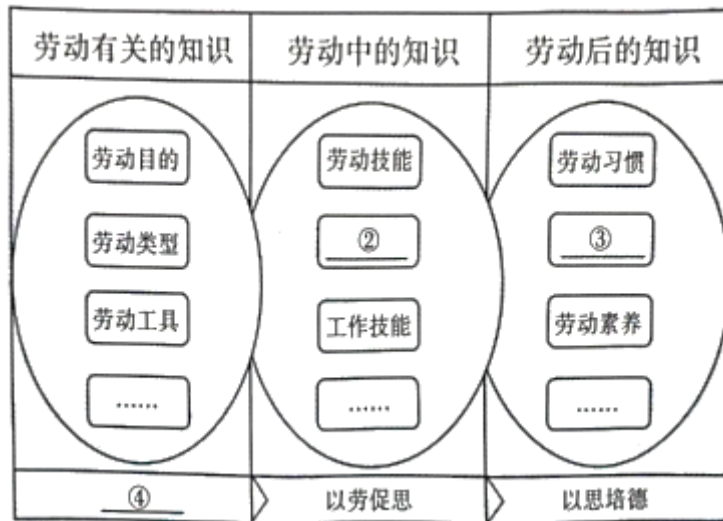 劳动有关的知识 劳动中的知识 劳动后的知识
劳动目的 劳动技能 劳动习惯
劳动类型 ② ③
劳动工具 工作技能 劳动素养
...... ...... ......
④ 以劳促思 以思培德